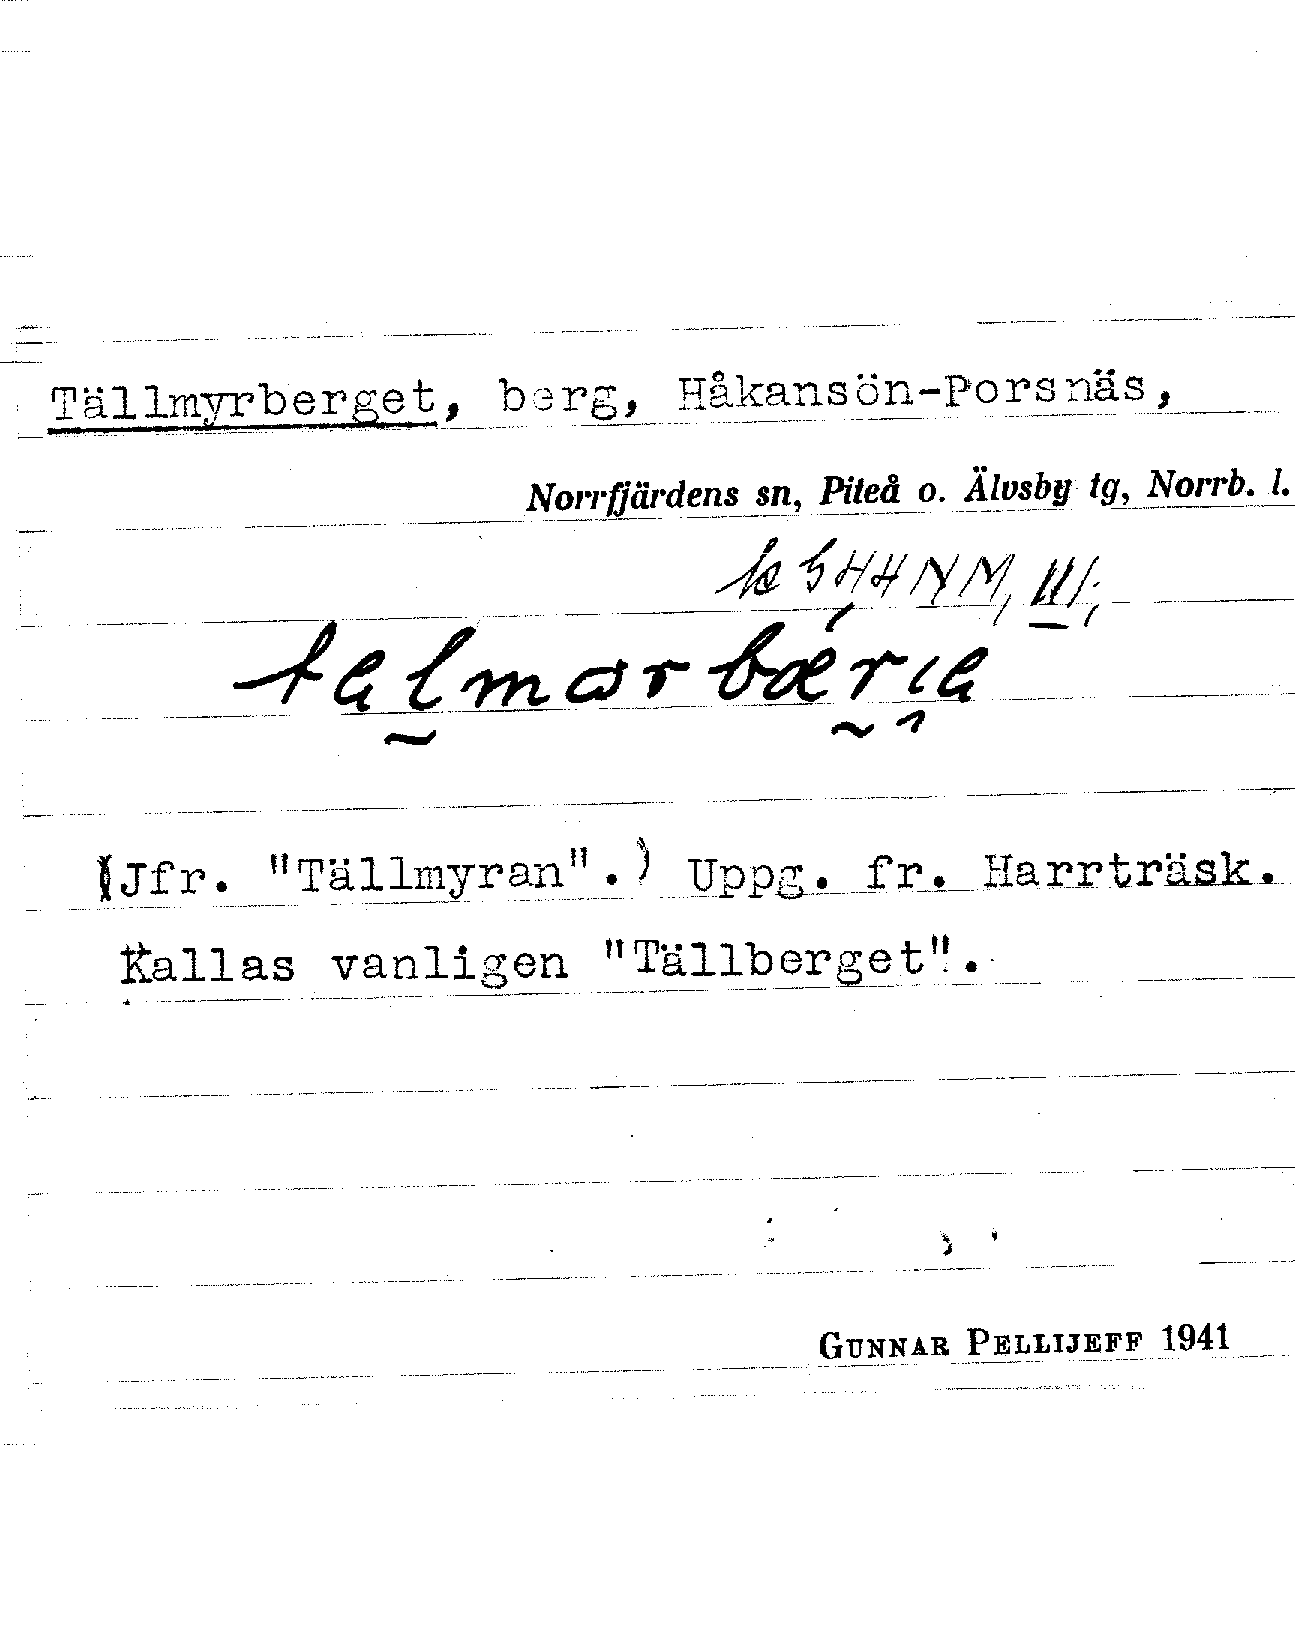 Tällmyrberget, berg, Håkansön-Porsnäs,
Norrfjärdens sn, Piteå o. Älvsby tg, Norrb. l.
III;
(Jfr. "Tällmyran".) Uppg. fr. Harrträsk.
Kallas vanligen "Tällberget".
GUNNAR PELLIJEFF 1941